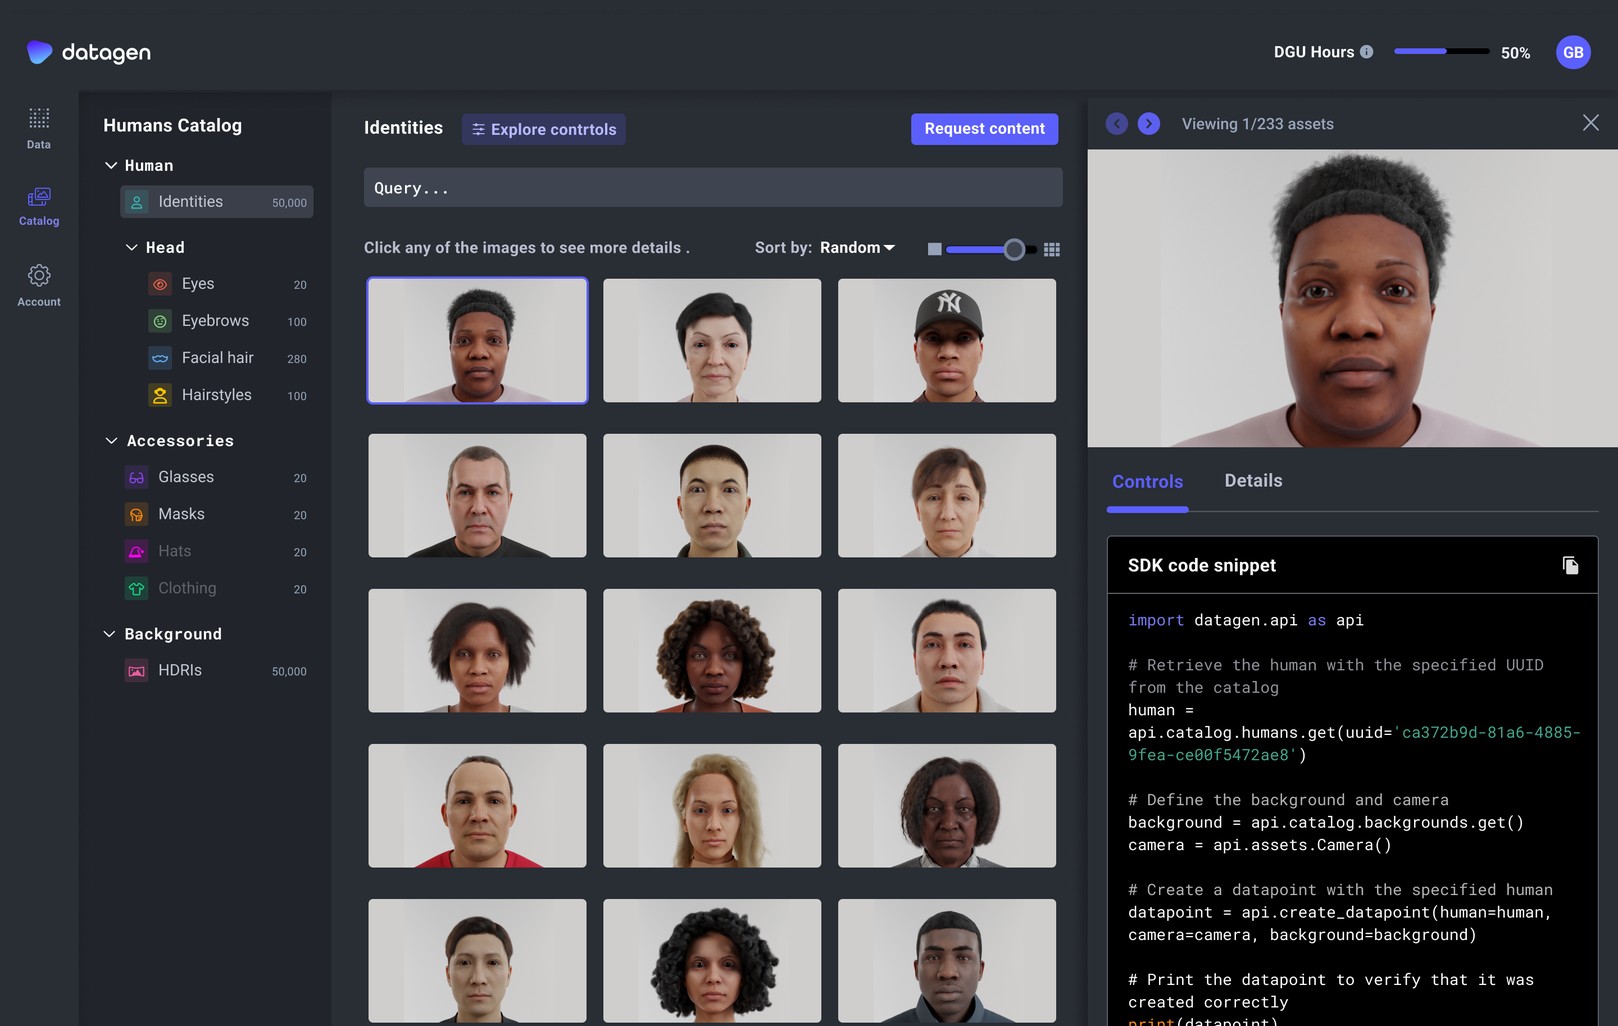 datagen
DGU Hours
50%
GB
Data
Catalog
Account
Humans Catalog
Human
Identities 50,000
Head
Eyes 20
Eyebrows 100
Facial hair 280
Hairstyles 100
Accessories
Glasses 20
Masks 20
Hats 20
Clothing 20
Background
HDRIs 50,000
Identities
Explore contrtols
Request content
Query...
Click any of the images to see more details .
Sort by: Random
NY
Viewing 1/233 assets
Controls
Details
SDK code snippet
import datagen.api as api
# Retrieve the human with the specified UUID
from the catalog
human =
api.catalog.humans.get(uuid='ca372b9d-81a6-4885-
9fea-ce00f5472ae8')
# Define the background and camera
background = api.catalog.backgrounds.get()
camera = api.assets.Camera()
# Create a datapoint with the specified human
datapoint = api.create_datapoint(human=human,
camera=camera, background=background)
# Print the datapoint to verify that it was
created correctly
print(datapoint)